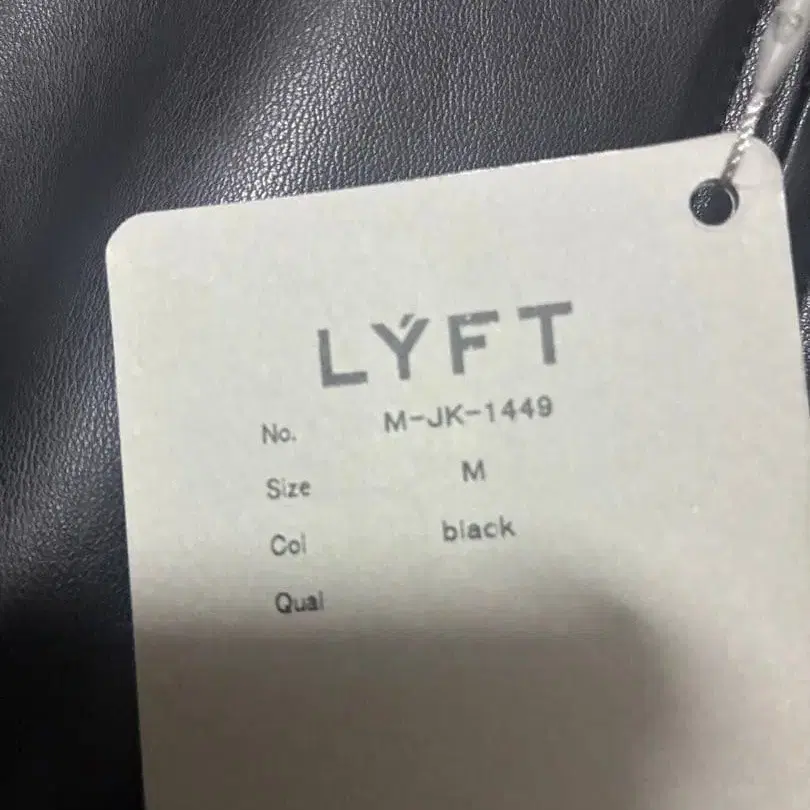 LÝFT
No. M-JK-1449
Size M
Col black
Qual